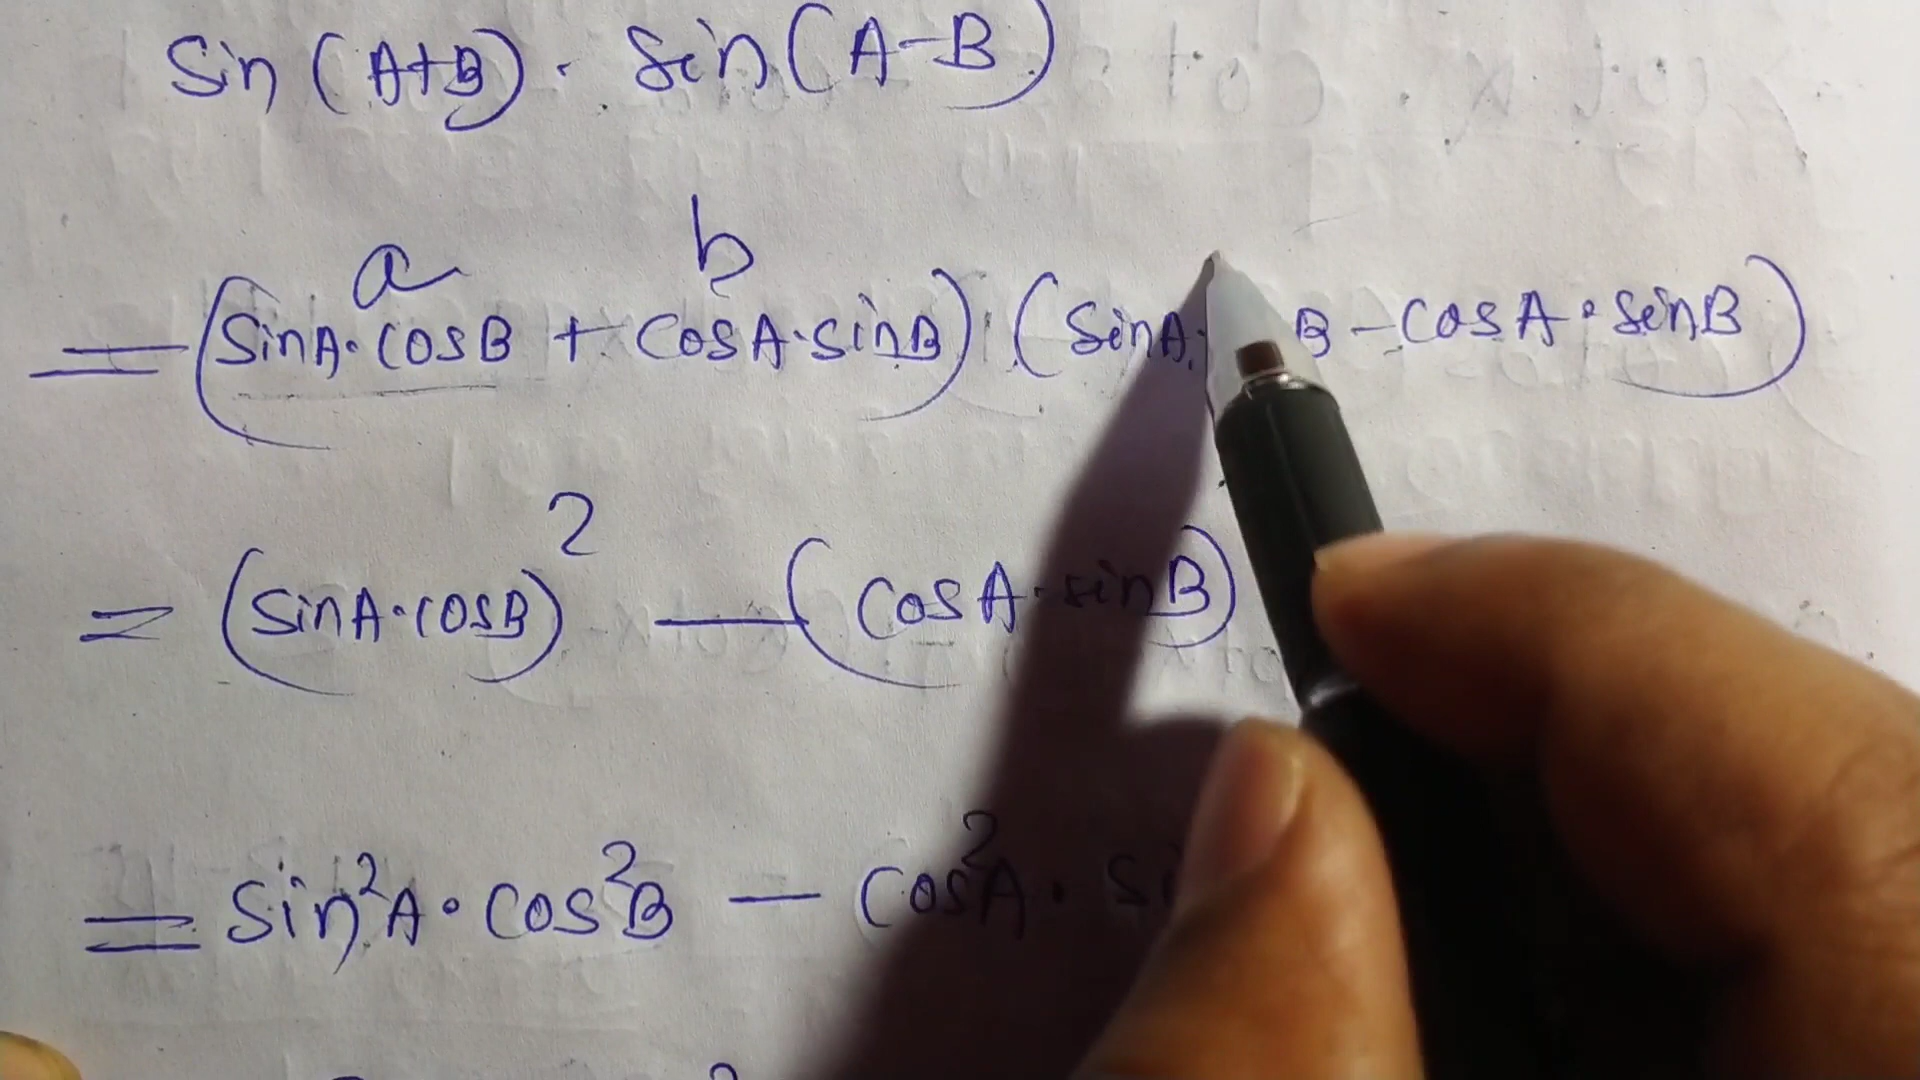 Sin (A+B) . Sin (A-B)
a b
= (SinA.cosB + cosA.sinB) . (SinA. B - cosA.sinB)
= (sinA.cosB)² - (cosA.sinB)
= Sin²A.cos²B - cos²A.